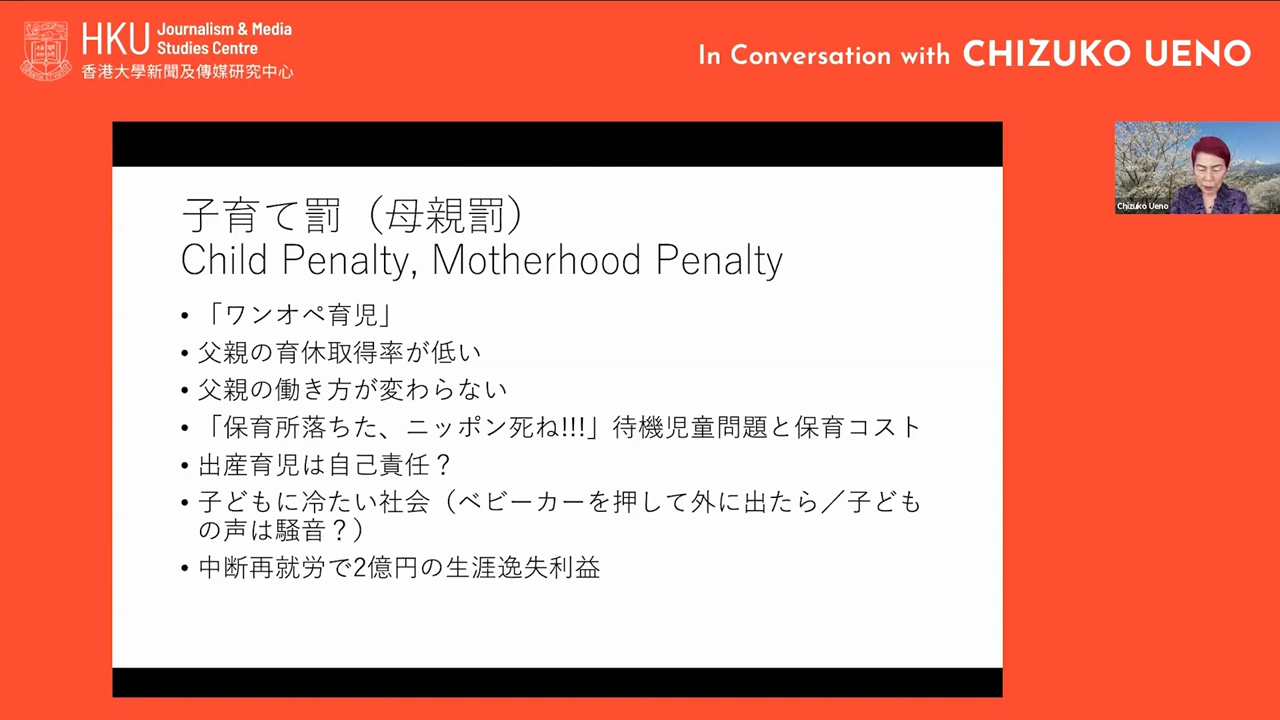 HKU Journalism & Media
Studies Centre
香港大學新聞及傳媒研究中心
In Conversation with CHIZUKO UENO
Chizuko Ueno
子育て罰（母親罰）
Child Penalty, Motherhood Penalty
• 「ワンオペ育児」
• 父親の育休取得率が低い
• 父親の働き方が変わらない
• 「保育所落ちた、ニッポン死ね!!!」待機児童問題と保育コスト
• 出産育児は自己責任？
• 子どもに冷たい社会（ベビーカーを押して外に出たら／子ども
の声は騒音？）
• 中断再就労で2億円の生涯逸失利益